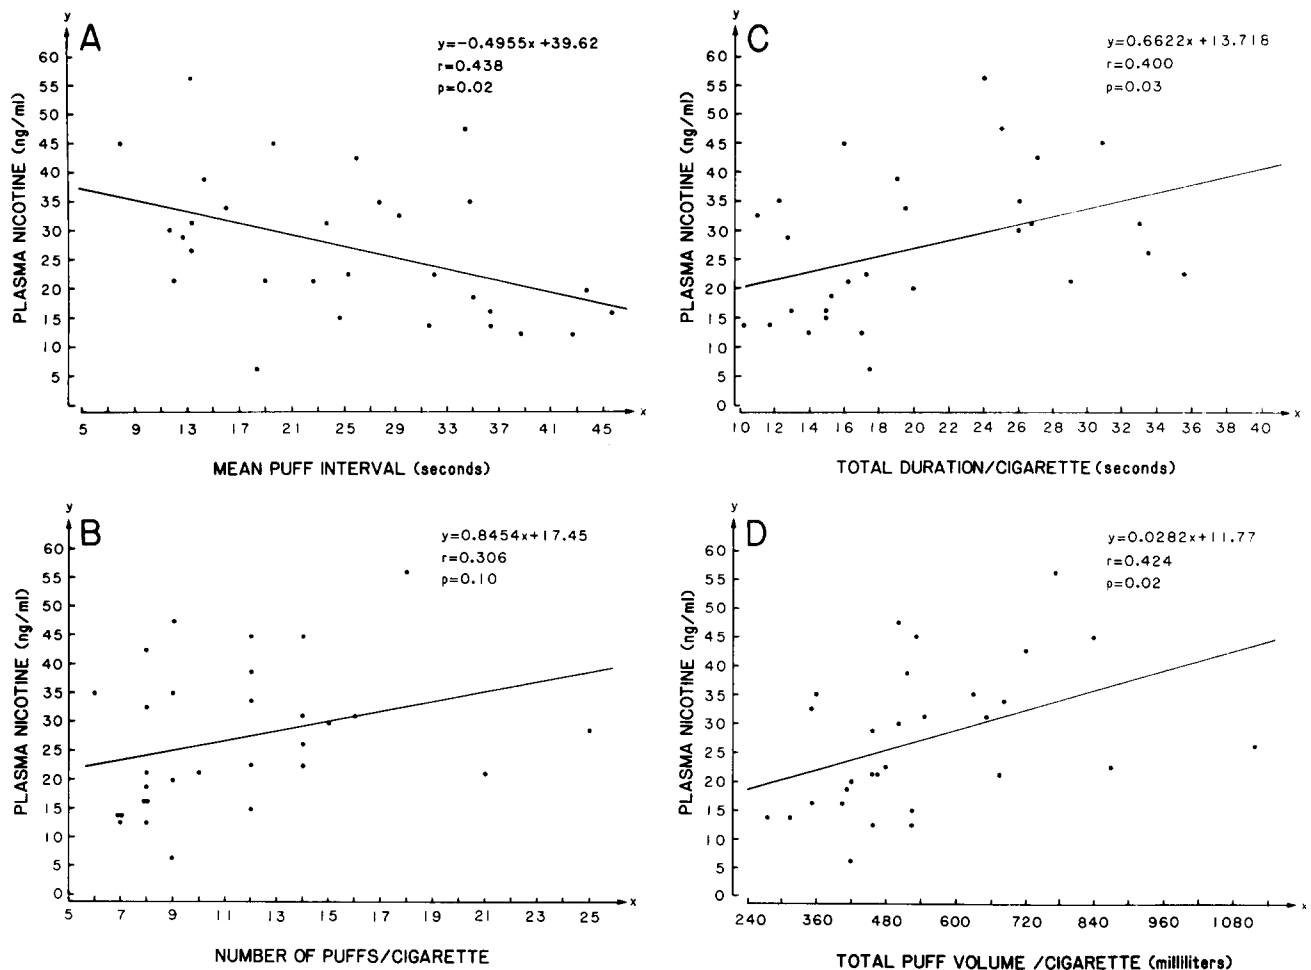 y
A
y=-0.4955x+39.62
r=0.438
p=0.02
PLASMA NICOTINE (ng/ml)
60
55
50
45
40
35
30
25
20
15
10
5
0
5 9 13 17 21 25 29 33 37 41 45
x
MEAN PUFF INTERVAL (seconds)
y
C
y=0.6622x+13.718
r=0.400
p=0.03
PLASMA NICOTINE (ng/ml)
60
55
50
45
40
35
30
25
20
15
10
5
0
10 12 14 16 18 20 22 24 26 28 30 32 34 36 38 40
x
TOTAL DURATION/CIGARETTE (seconds)
y
B
y=0.8454x+17.45
r=0.306
p=0.10
PLASMA NICOTINE (ng/ml)
60
55
50
45
40
35
30
25
20
15
10
5
0
5 7 9 11 13 15 17 19 21 23 25
x
NUMBER OF PUFFS/CIGARETTE
y
D
y=0.0282x+11.77
r=0.424
p=0.02
PLASMA NICOTINE (ng/ml)
60
55
50
45
40
35
30
25
20
15
10
5
0
240 360 480 600 720 840 960 1080
x
TOTAL PUFF VOLUME /CIGARETTE (milliliters)